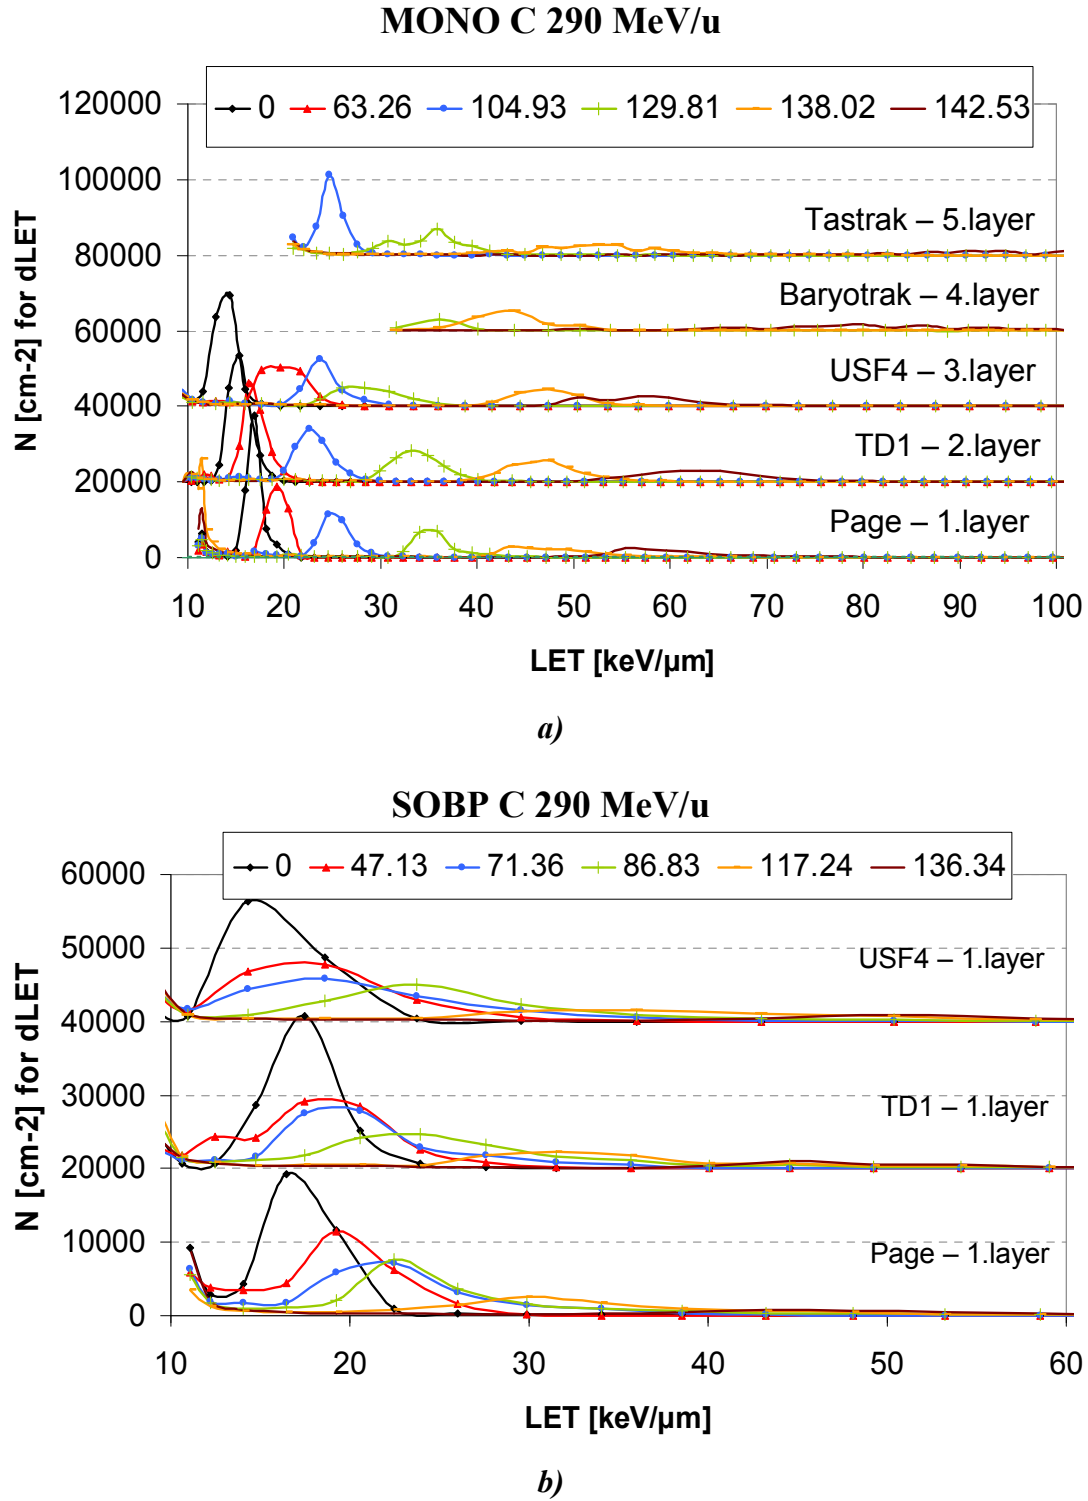 MONO C 290 MeV/u
0 63.26 104.93 129.81 138.02 142.53
120000
100000
80000
60000
40000
20000
0
N [cm-2] for dLET
Tastrak – 5.layer
Baryotrak – 4.layer
USF4 – 3.layer
TD1 – 2.layer
Page – 1.layer
10 20 30 40 50 60 70 80 90 100
LET [keV/µm]
a)
SOBP C 290 MeV/u
0 47.13 71.36 86.83 117.24 136.34
60000
50000
40000
30000
20000
10000
0
N [cm-2] for dLET
USF4 – 1.layer
TD1 – 1.layer
Page – 1.layer
10 20 30 40 50 60
LET [keV/µm]
b)